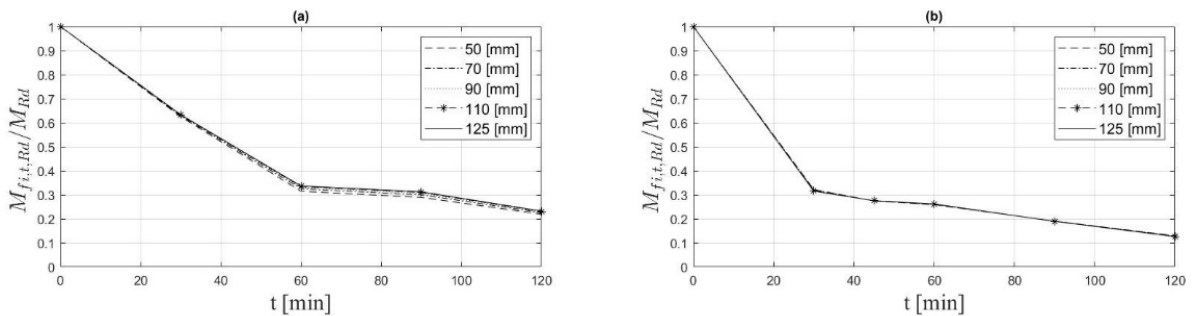 (a)
M_{fi,t,Rd}/M_{Rd}
1
0.9
0.8
0.7
0.6
0.5
0.4
0.3
0.2
0.1
0
0 20 40 60 80 100 120
t [min]
50 [mm]
70 [mm]
90 [mm]
110 [mm]
125 [mm]
(b)
M_{fi,t,Rd}/M_{Rd}
1
0.9
0.8
0.7
0.6
0.5
0.4
0.3
0.2
0.1
0
0 20 40 60 80 100 120
t [min]
50 [mm]
70 [mm]
90 [mm]
110 [mm]
125 [mm]